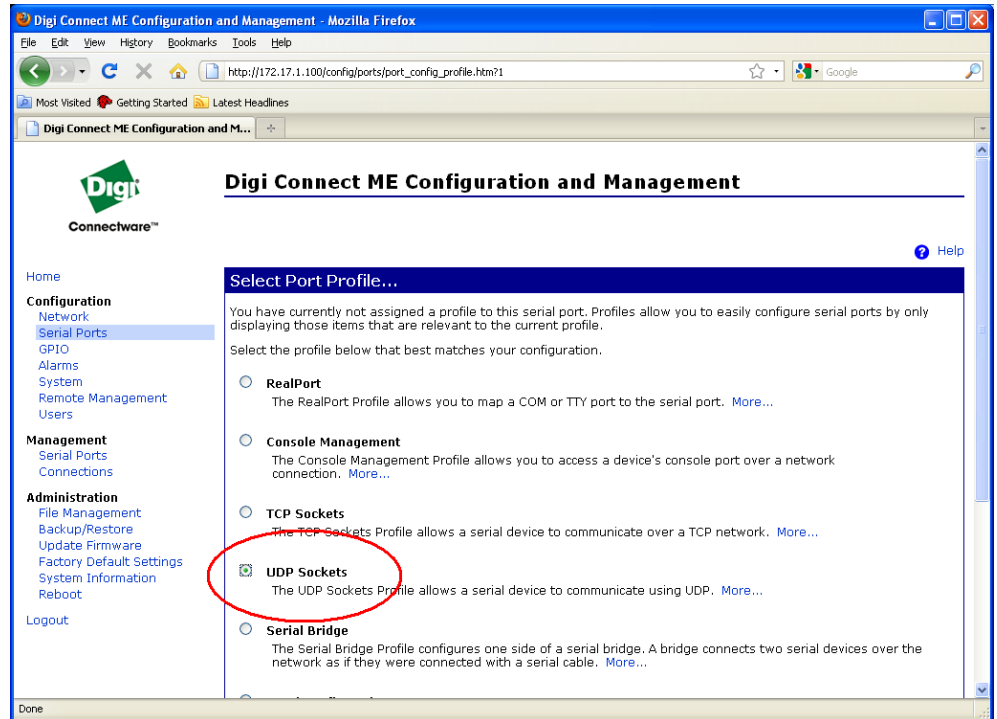 Digi Connect ME Configuration and Management - Mozilla Firefox
File Edit View History Bookmarks Tools Help
http://172.17.1.100/config/ports/port_config_profile.htm?1
Google
Most Visited Getting Started Latest Headlines
Digi Connect ME Configuration and M...
Digi
Connectware™
Digi Connect ME Configuration and Management
Help
Home
Configuration
Network
Serial Ports
GPIO
Alarms
System
Remote Management
Users
Management
Serial Ports
Connections
Administration
File Management
Backup/Restore
Update Firmware
Factory Default Settings
System Information
Reboot
Logout
Select Port Profile...
You have currently not assigned a profile to this serial port. Profiles allow you to easily configure serial ports by only
displaying those items that are relevant to the current profile.
Select the profile below that best matches your configuration.
RealPort
The RealPort Profile allows you to map a COM or TTY port to the serial port. More...
Console Management
The Console Management Profile allows you to access a device's console port over a network
connection. More...
TCP Sockets
The TCP Sockets Profile allows a serial device to communicate over a TCP network. More...
UDP Sockets
The UDP Sockets Profile allows a serial device to communicate using UDP. More...
Serial Bridge
The Serial Bridge Profile configures one side of a serial bridge. A bridge connects two serial devices over the
network as if they were connected with a serial cable. More...
Done